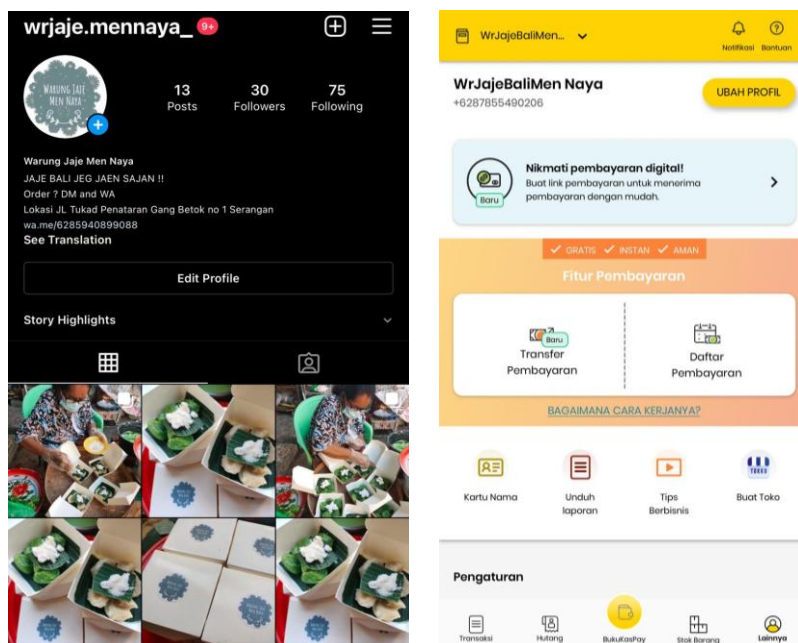 wrjaje.mennaya_ 9+
WARUNG JAJE
MEN NAYA
13
Posts
30
Followers
75
Following
Warung Jaje Men Naya
JAJE BALI JEG JAEN SAJAN !!
Order ? DM and WA
Lokasi JL Tukad Penataran Gang Betok no 1 Serangan
wa.me/6285940899088
See Translation
Edit Profile
Story Highlights
WrJajeBaliMen...
Notifikasi
Bantuan
WrJajeBaliMen Naya
+6287855490206
UBAH PROFIL
Nikmati pembayaran digital!
Buat link pembayaran untuk menerima
pembayaran dengan mudah.
Baru
GRATIS INSTAN AMAN
Fitur Pembayaran
Baru
Transfer
Pembayaran
Daftar
Pembayaran
BAGAIMANA CARA KERJANYA?
Kartu Nama
Unduh
laporan
Tips
Berbisnis
Buat Toko
Pengaturan
Transaksi
Hutang
BukuKasPay
Stok Barang
Lainnya